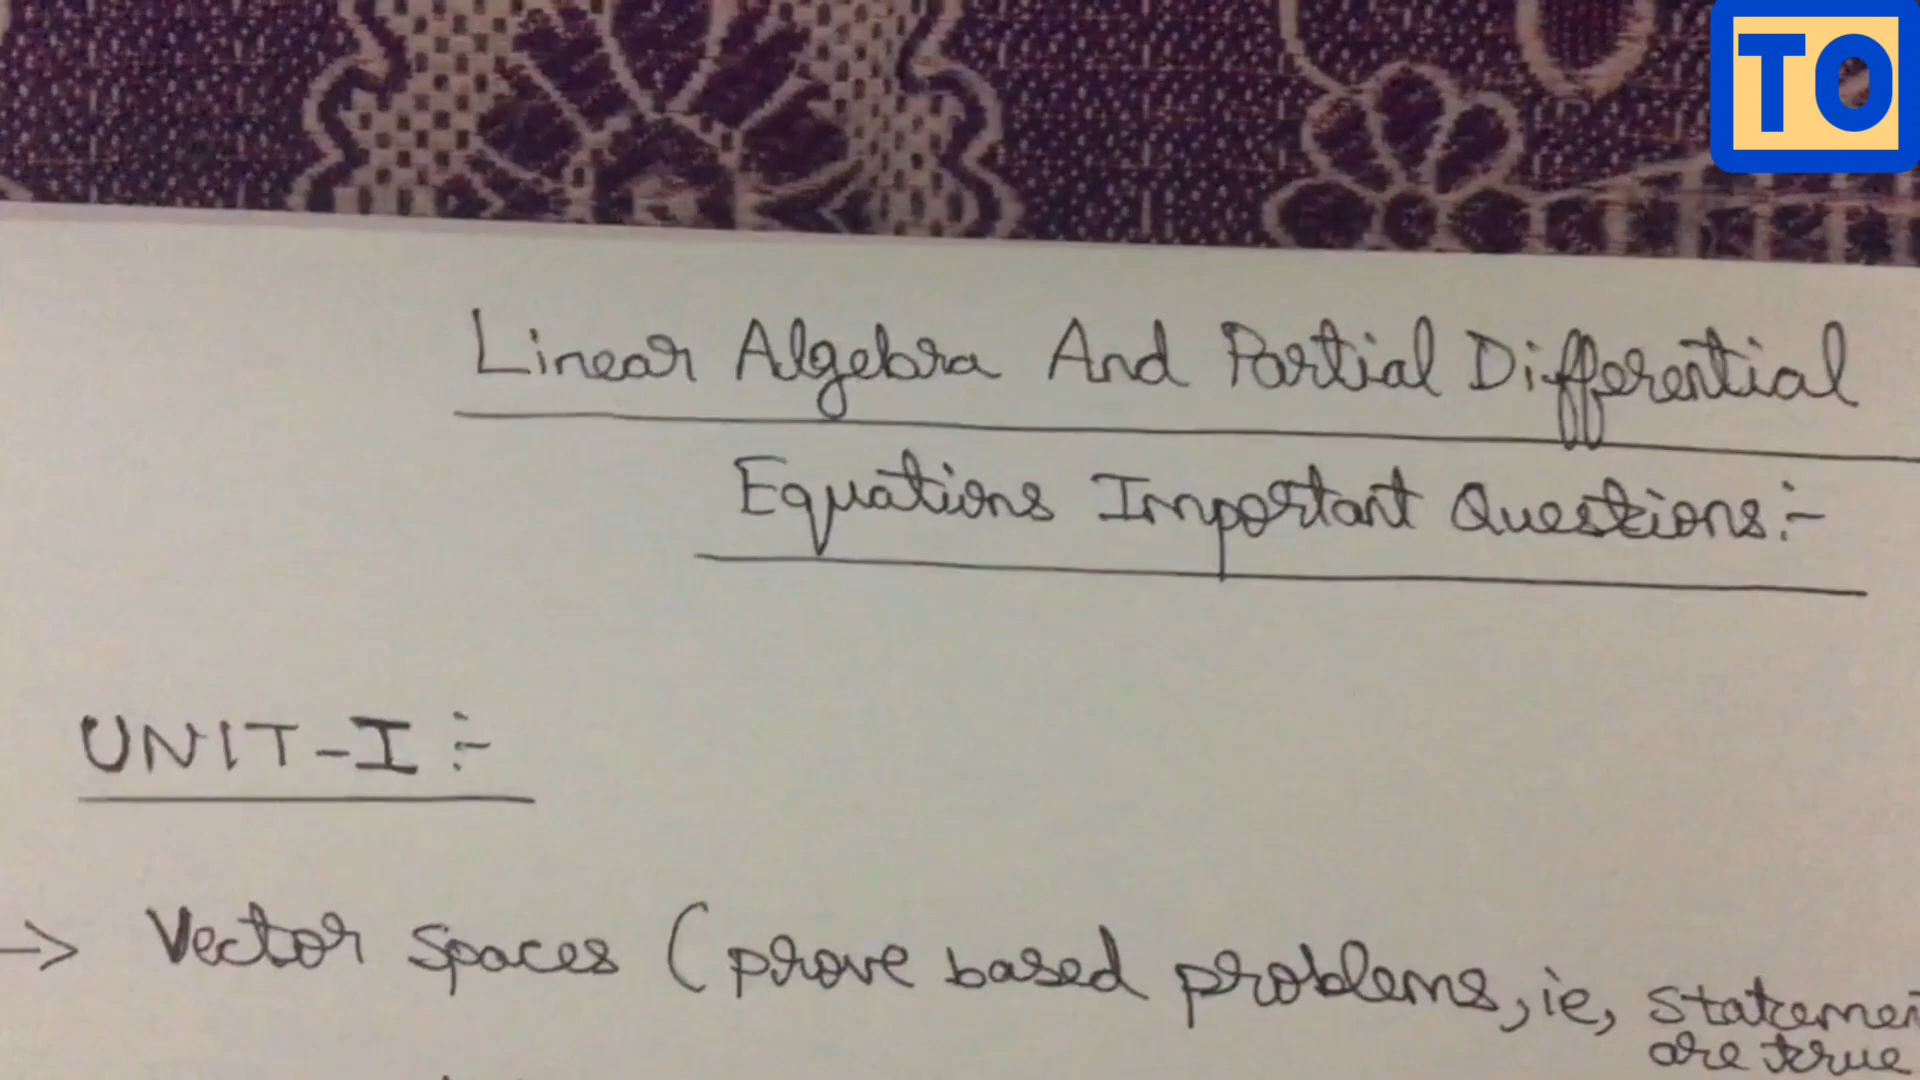 TO
Linear Algebra And Partial Differential
Equations Important Questions:-
UNIT-I :-
→ Vector Spaces (prove based problems, ie, statemen
are true